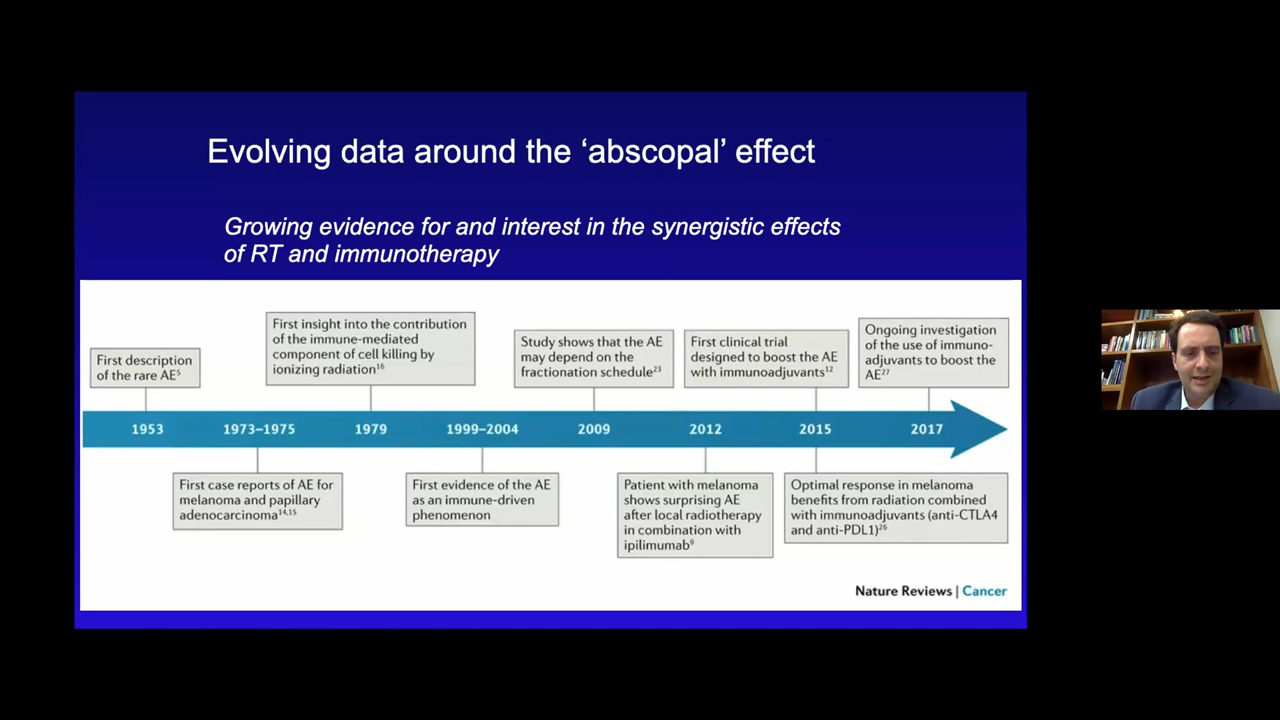 Evolving data around the ‘abscopal’ effect
Growing evidence for and interest in the synergistic effects
of RT and immunotherapy
First description
of the rare AE⁵
First insight into the contribution
of the immune-mediated
component of cell killing by
ionizing radiation¹⁶
Study shows that the AE
may depend on the
fractionation schedule²³
First clinical trial
designed to boost the AE
with immunoadjuvants¹²
Ongoing investigation
of the use of immuno-
adjuvants to boost the
AE²⁷
1953 1973–1975 1979 1999–2004 2009 2012 2015 2017
First case reports of AE for
melanoma and papillary
adenocarcinoma¹⁴,¹⁵
First evidence of the AE
as an immune-driven
phenomenon
Patient with melanoma
shows surprising AE
after local radiotherapy
in combination with
ipilimumab⁹
Optimal response in melanoma
benefits from radiation combined
with immunoadjuvants (anti-CTLA4
and anti-PDL1)²⁶
Nature Reviews | Cancer